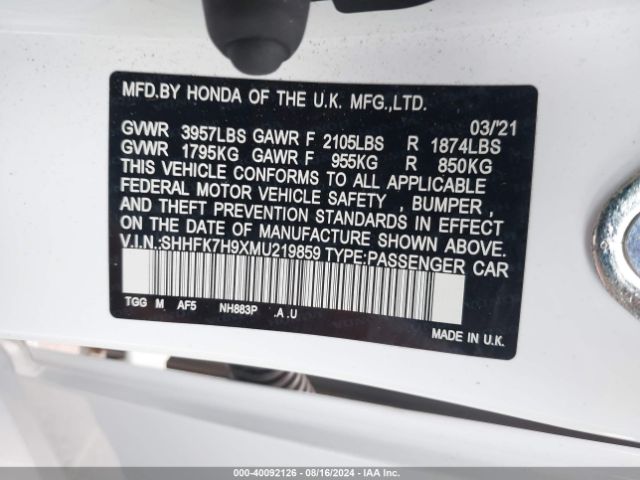 MFD.BY HONDA OF THE U.K. MFG.,LTD.
03/'21
GVWR 3957LBS GAWR F 2105LBS R 1874LBS
GVWR 1795KG GAWR F 955KG R 850KG
THIS VEHICLE CONFORMS TO ALL APPLICABLE
FEDERAL MOTOR VEHICLE SAFETY , BUMPER ,
AND THEFT PREVENTION STANDARDS IN EFFECT
ON THE DATE OF MANUFACTURE SHOWN ABOVE.
V.I.N.:SHHFK7H9XMU219859 TYPE:PASSENGER CAR
TGG M AF5 NH883P .A .U
MADE IN U.K.
000-40092126 - 08/16/2024 - IAA Inc.